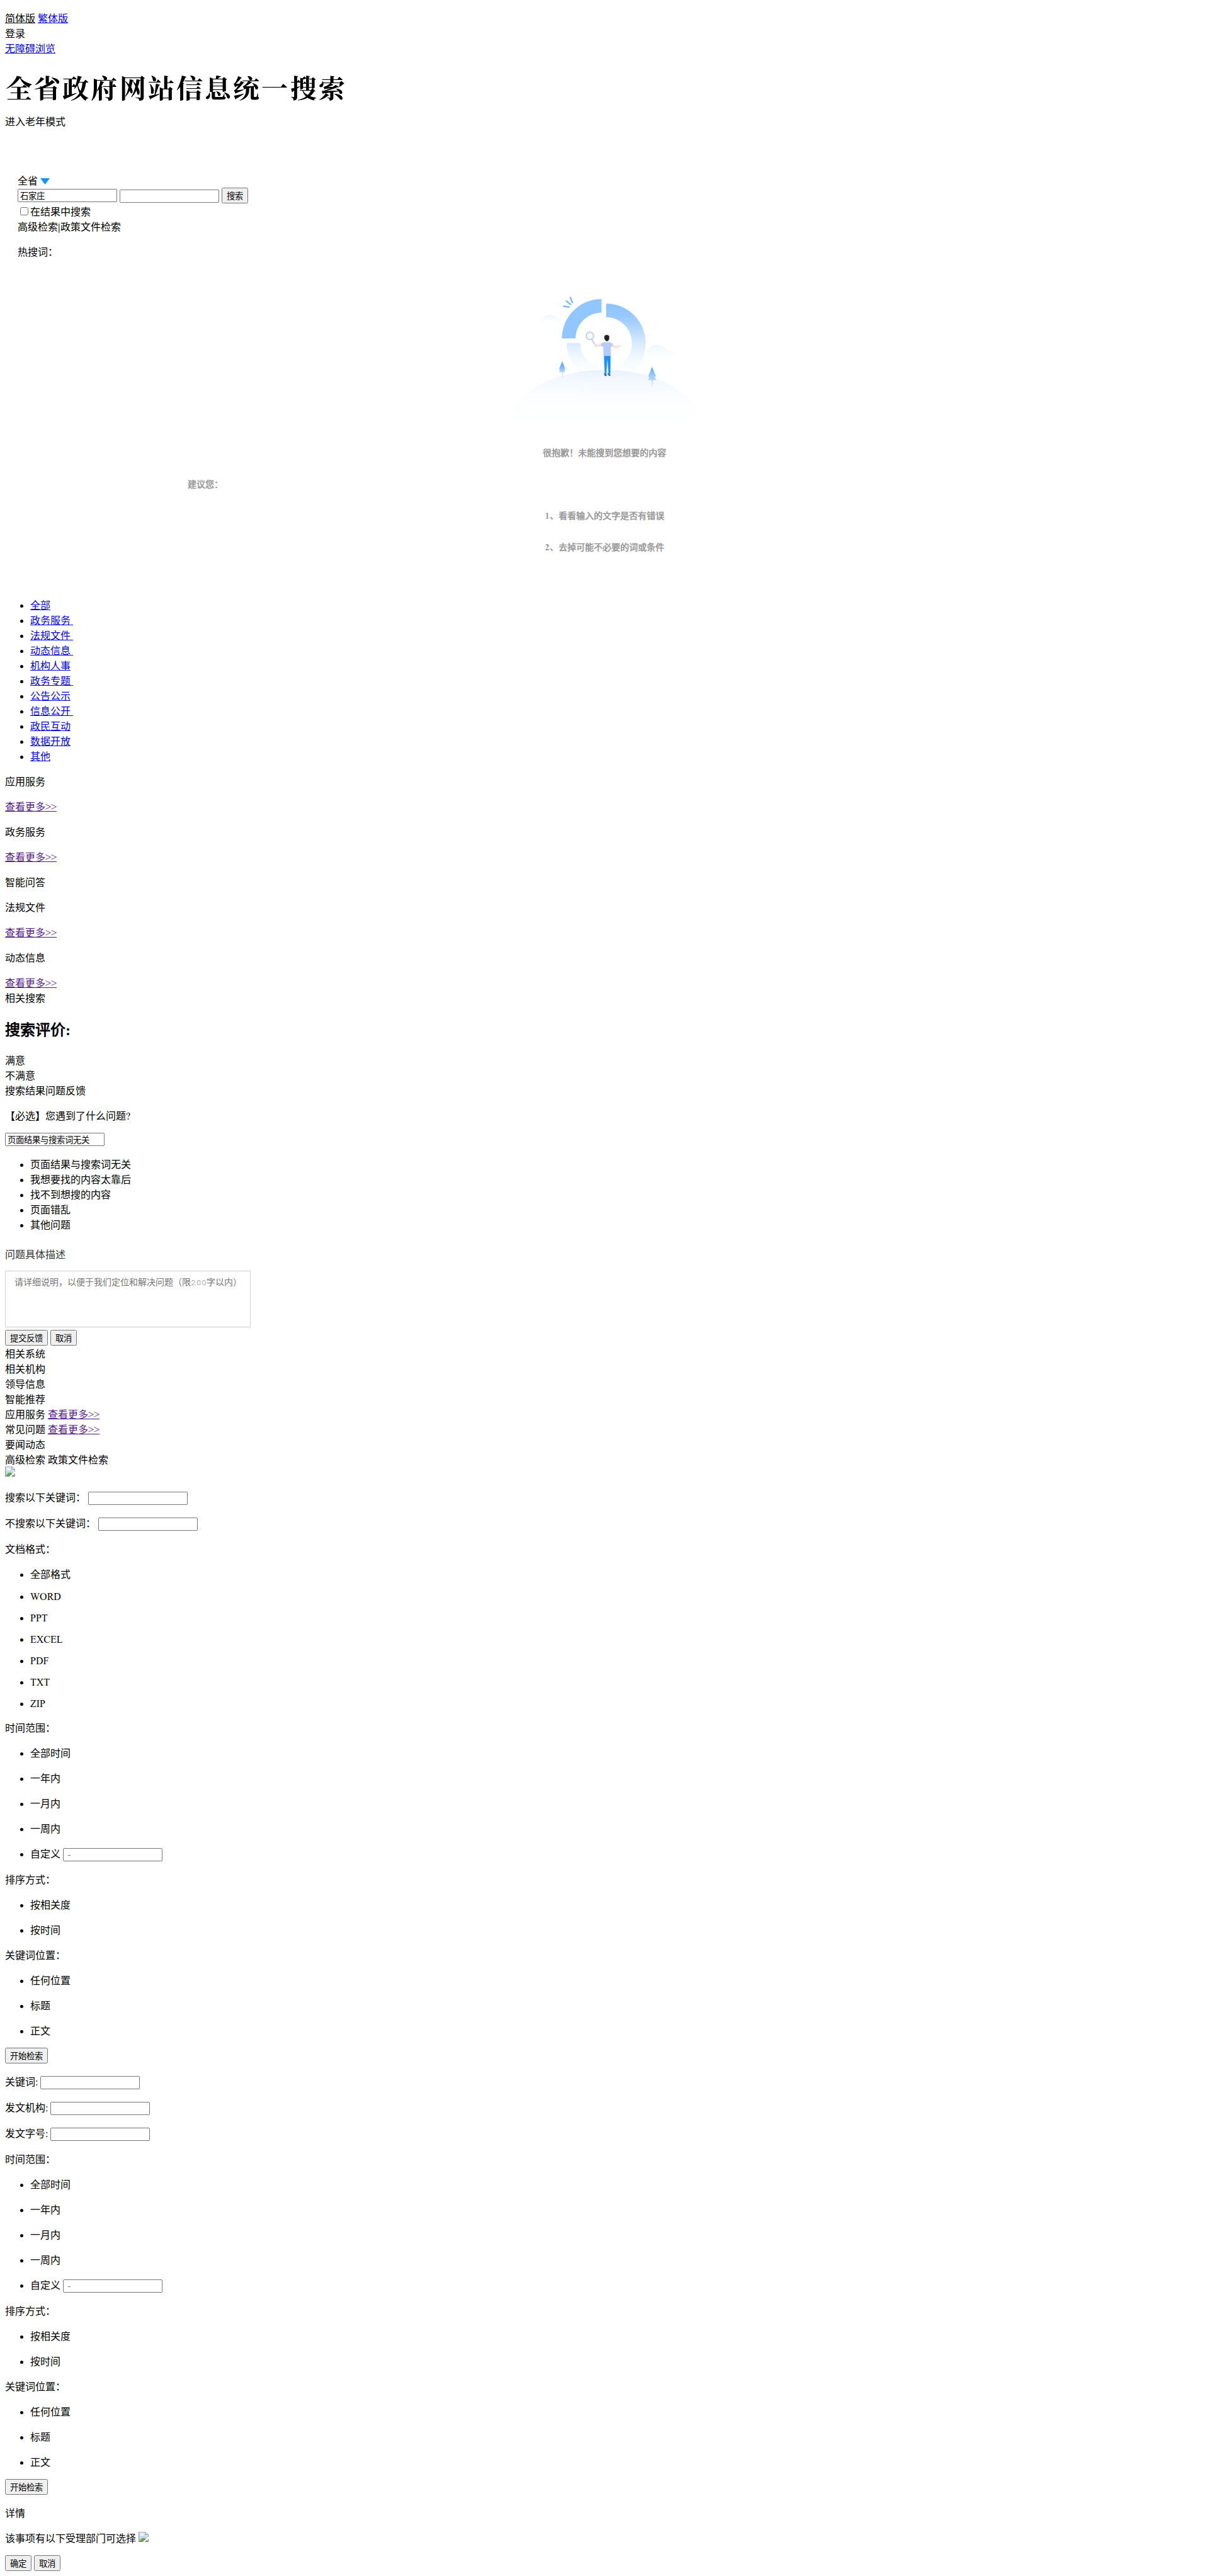 简体版 繁体版
登录
无障碍浏览
全省政府网站信息统一搜索
进入老年模式
全省
石家庄 搜索
在结果中搜索
高级检索|政策文件检索
热搜词：
很抱歉！未能搜到您想要的内容
建议您：
1、看看输入的文字是否有错误
2、去掉可能不必要的词或条件
全部
政务服务
法规文件
动态信息
机构人事
政务专题
公告公示
信息公开
政民互动
数据开放
其他
应用服务
查看更多>>
政务服务
查看更多>>
智能问答
法规文件
查看更多>>
动态信息
查看更多>>
相关搜索
搜索评价:
满意
不满意
搜索结果问题反馈
【必选】您遇到了什么问题?
页面结果与搜索词无关
页面结果与搜索词无关
我想要找的内容太靠后
找不到想搜的内容
页面错乱
其他问题
问题具体描述
请详细说明，以便于我们定位和解决问题（限200字以内）
提交反馈 取消
相关系统
相关机构
领导信息
智能推荐
应用服务 查看更多>>
常见问题 查看更多>>
要闻动态
高级检索 政策文件检索
搜索以下关键词：
不搜索以下关键词：
文档格式：
全部格式
WORD
PPT
EXCEL
PDF
TXT
ZIP
时间范围：
全部时间
一年内
一月内
一周内
自定义 -
排序方式：
按相关度
按时间
关键词位置：
任何位置
标题
正文
开始检索
关键词:
发文机构:
发文字号:
时间范围：
全部时间
一年内
一月内
一周内
自定义 -
排序方式：
按相关度
按时间
关键词位置：
任何位置
标题
正文
开始检索
详情
该事项有以下受理部门可选择
确定 取消